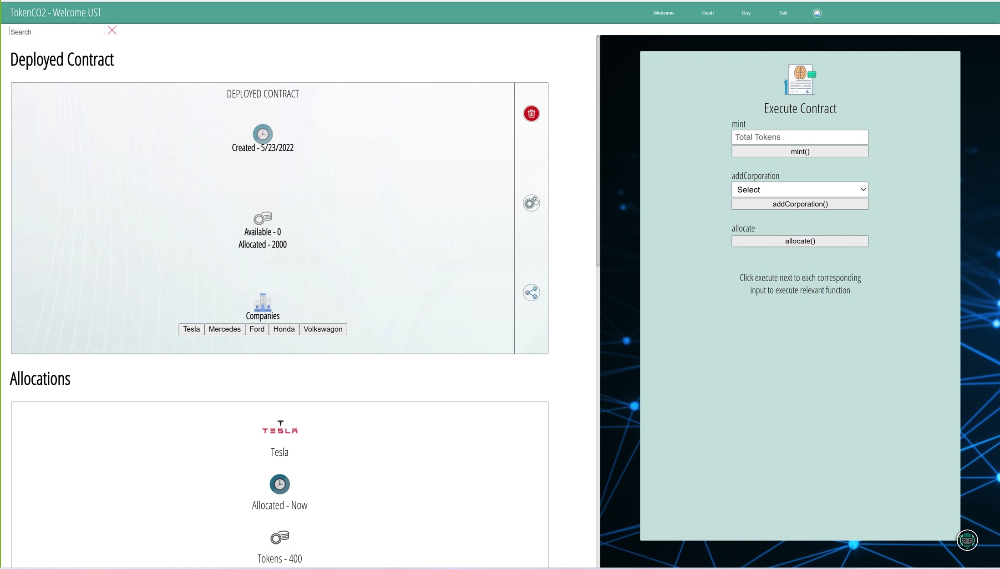 TokenCO2 - Welcome UST
Welcome
Dash
Buy
Sell
Search
Deployed Contract
DEPLOYED CONTRACT
Created - 5/23/2022
Available - 0
Allocated - 2000
Companies
Tesla
Mercedes
Ford
Honda
Volkswagon
Allocations
TESLA
Tesla
Allocated - Now
Tokens - 400
Execute Contract
mint
Total Tokens
mint()
addCorporation
Select
addCorporation()
allocate
allocate()
Click execute next to each corresponding
input to execute relevant function